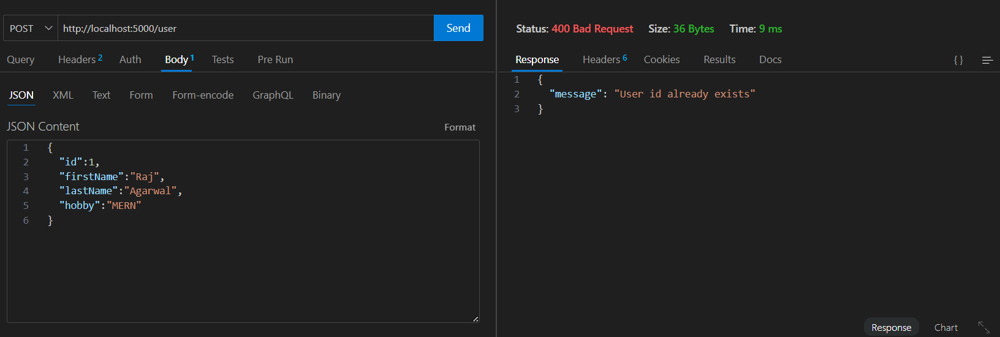 POST http://localhost:5000/user Send
Query Headers 2 Auth Body 1 Tests Pre Run
JSON XML Text Form Form-encode GraphQL Binary
JSON Content Format
1 {
2 "id":1,
3 "firstName":"Raj",
4 "lastName":"Agarwal",
5 "hobby":"MERN"
6 }
Status: 400 Bad Request Size: 36 Bytes Time: 9 ms
Response Headers 6 Cookies Results Docs {}
1 {
2 "message": "User id already exists"
3 }
Response Chart